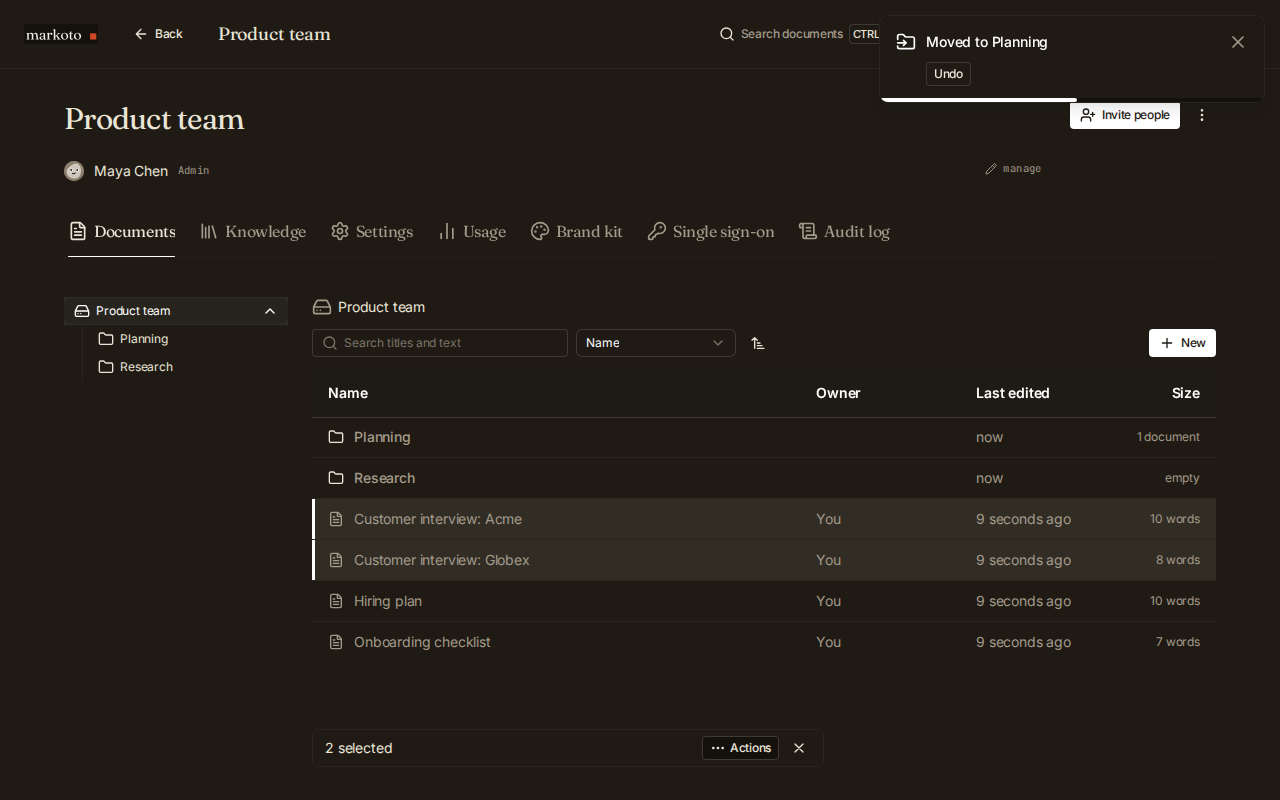 markoto
Back
Product team
Search documents CTRL
Moved to Planning
Undo
Product team
Invite people
Maya Chen Admin
manage
Documents Knowledge Settings Usage Brand kit Single sign-on Audit log
Product team
Planning
Research
Product team
Search titles and text
Name
New
Name Owner Last edited Size
Planning now 1 document
Research now empty
Customer interview: Acme You 9 seconds ago 10 words
Customer interview: Globex You 9 seconds ago 8 words
Hiring plan You 9 seconds ago 10 words
Onboarding checklist You 9 seconds ago 7 words
2 selected
Actions